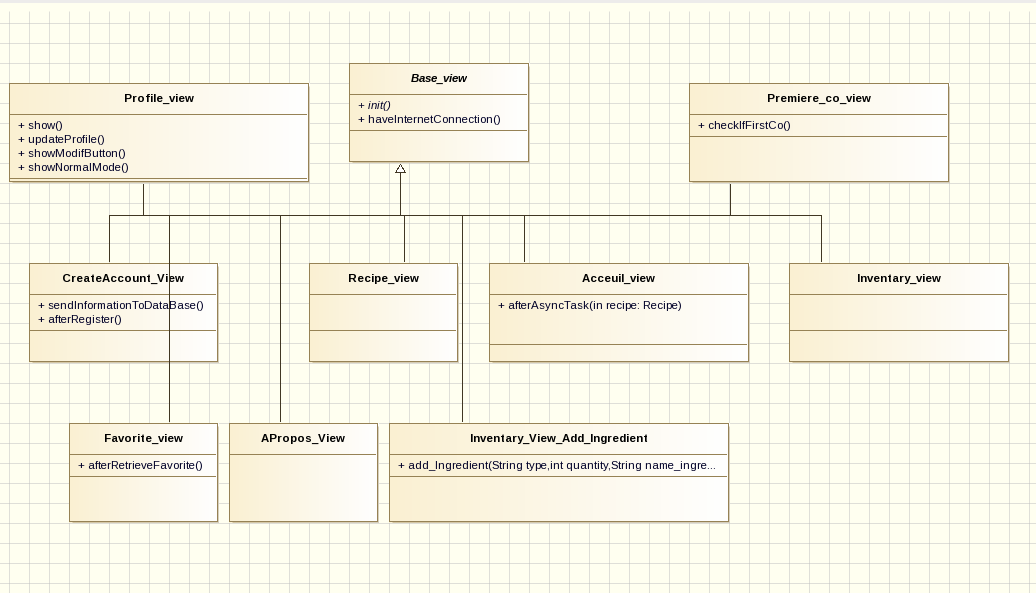 Profile_view
+ show()
+ updateProfile()
+ showModifButton()
+ showNormalMode()
Base_view
+ init()
+ haveInternetConnection()
Premiere_co_view
+ checkIfFirstCo()
CreateAccount_View
+ sendInformationToDataBase()
+ afterRegister()
Recipe_view
Acceuil_view
+ afterAsyncTask(in recipe: Recipe)
Inventary_view
Favorite_view
+ afterRetrieveFavorite()
APropos_View
Inventary_View_Add_Ingredient
+ add_Ingredient(String type,int quantity,String name_ingre...